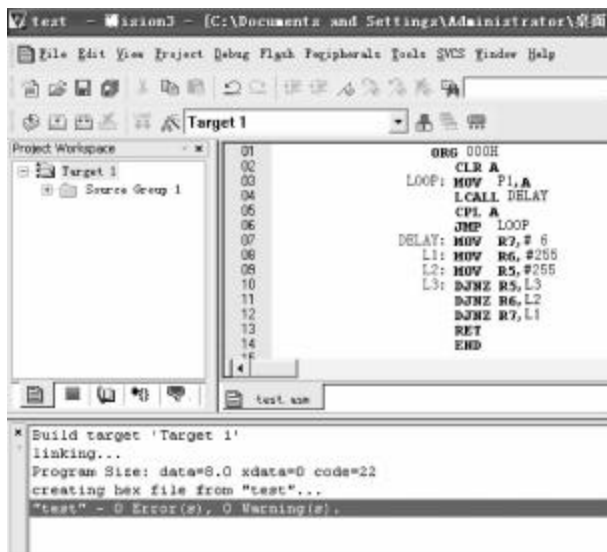 test - µVision3 - [C:\Documents and Settings\Administrator\桌面
File Edit View Project Debug Flash Peripherals Tools SVCS Window Help
Target 1
Project Workspace
Target 1
Source Group 1
01 ORG 000H
02 CLR A
03 LOOP: MOV P1,A
04 LCALL DELAY
05 CPL A
06 JMP LOOP
07 DELAY: MOV R7,# 6
08 L1: MOV R6,#255
09 L2: MOV R5,#255
10 L3: DJNZ R5,L3
11 DJNZ R6,L2
12 DJNZ R7,L1
13 RET
14 END
15
test.asm
Build target 'Target 1'
linking...
Program Size: data=8.0 xdata=0 code=22
creating hex file from "test"...
"test" - 0 Error(s), 0 Warning(s).